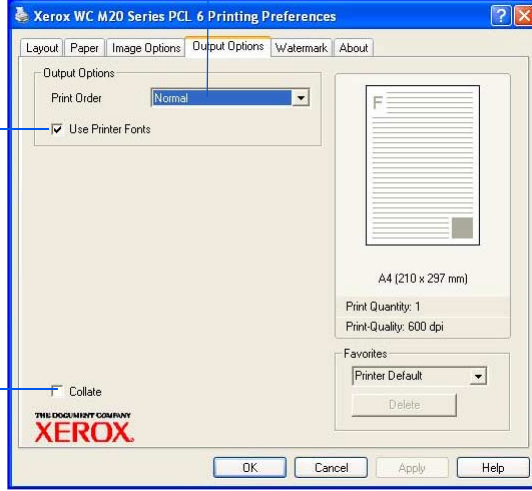 Xerox WC M20 Series PCL 6 Printing Preferences
Layout Paper Image Options Output Options Watermark About
Output Options
Print Order Normal
Use Printer Fonts
F
A4 (210 x 297 mm)
Print Quantity: 1
Print-Quality: 600 dpi
Favorites
Printer Default
Delete
Collate
THE DOCUMENT COMPANY
XEROX.
OK Cancel Apply Help